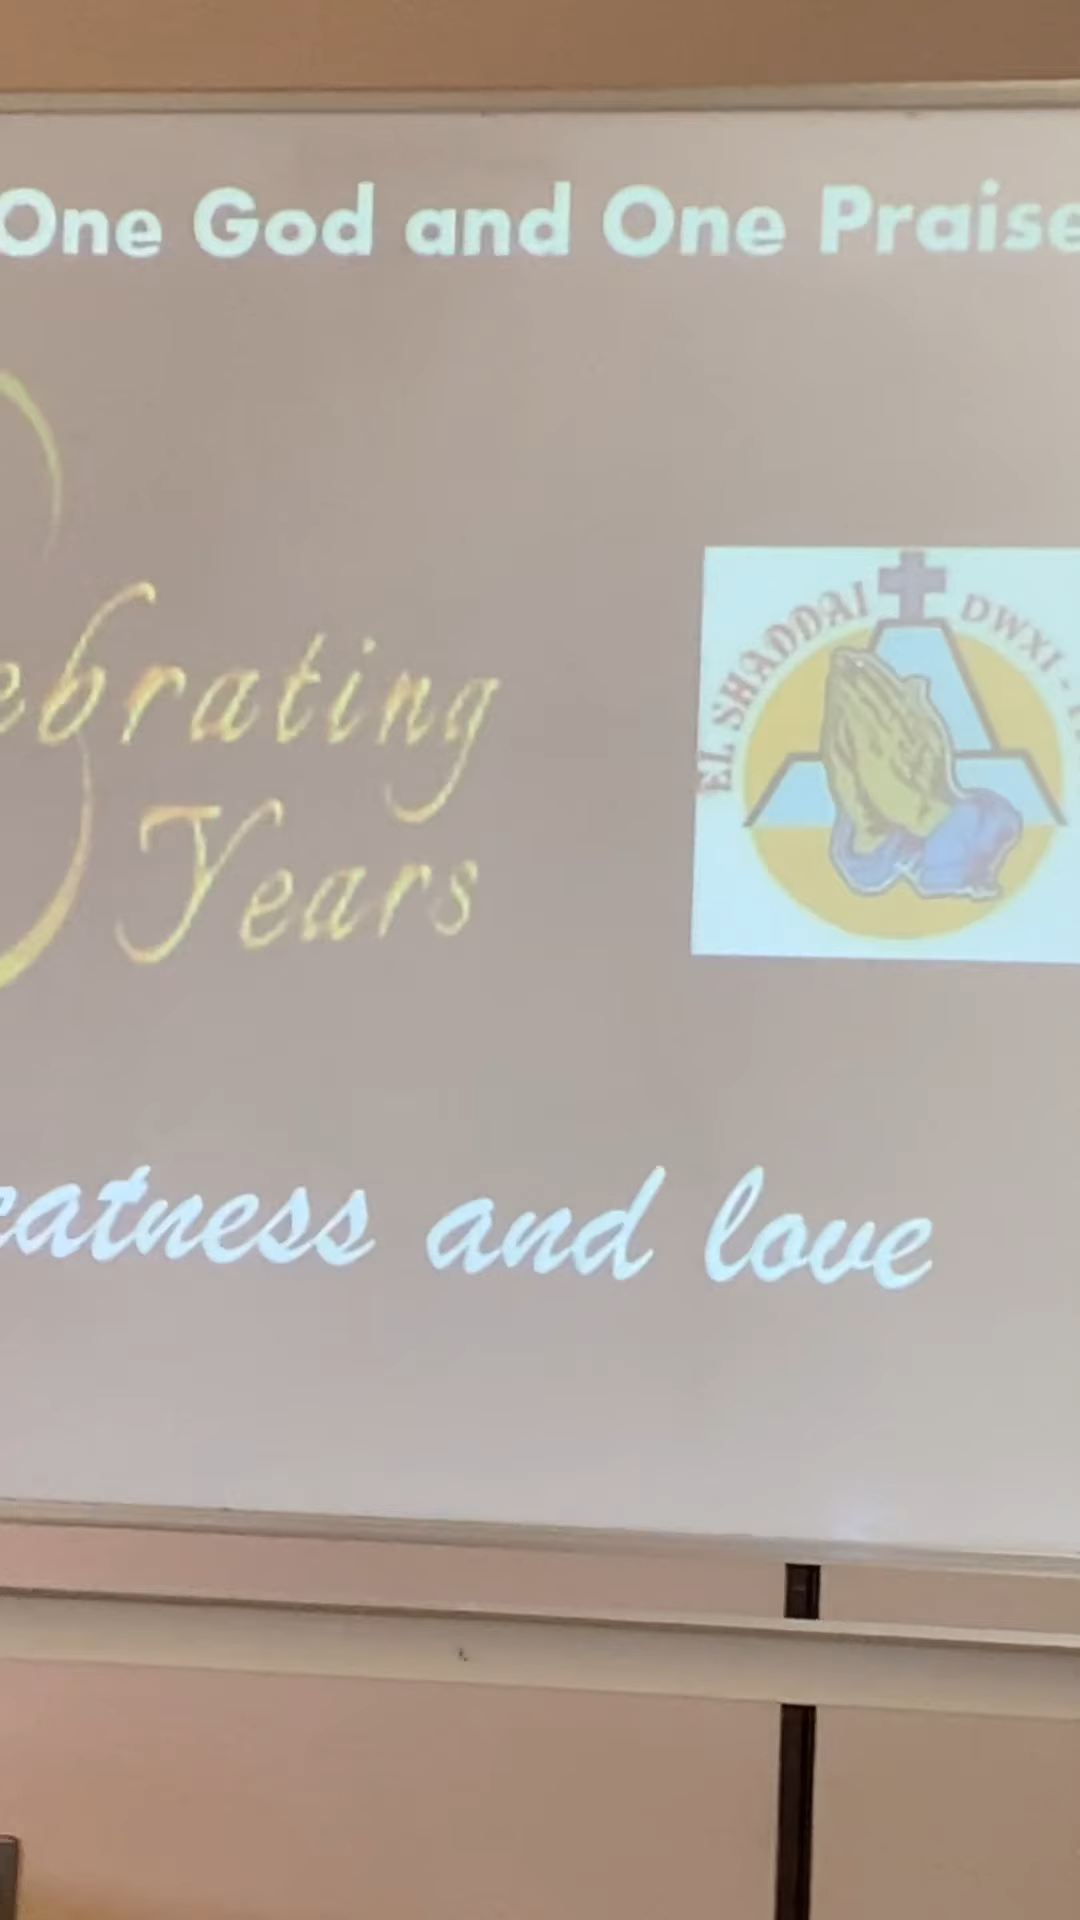 One God and One Praise
ebrating
Years
EL SHADDAI DWXI -
eatness and love